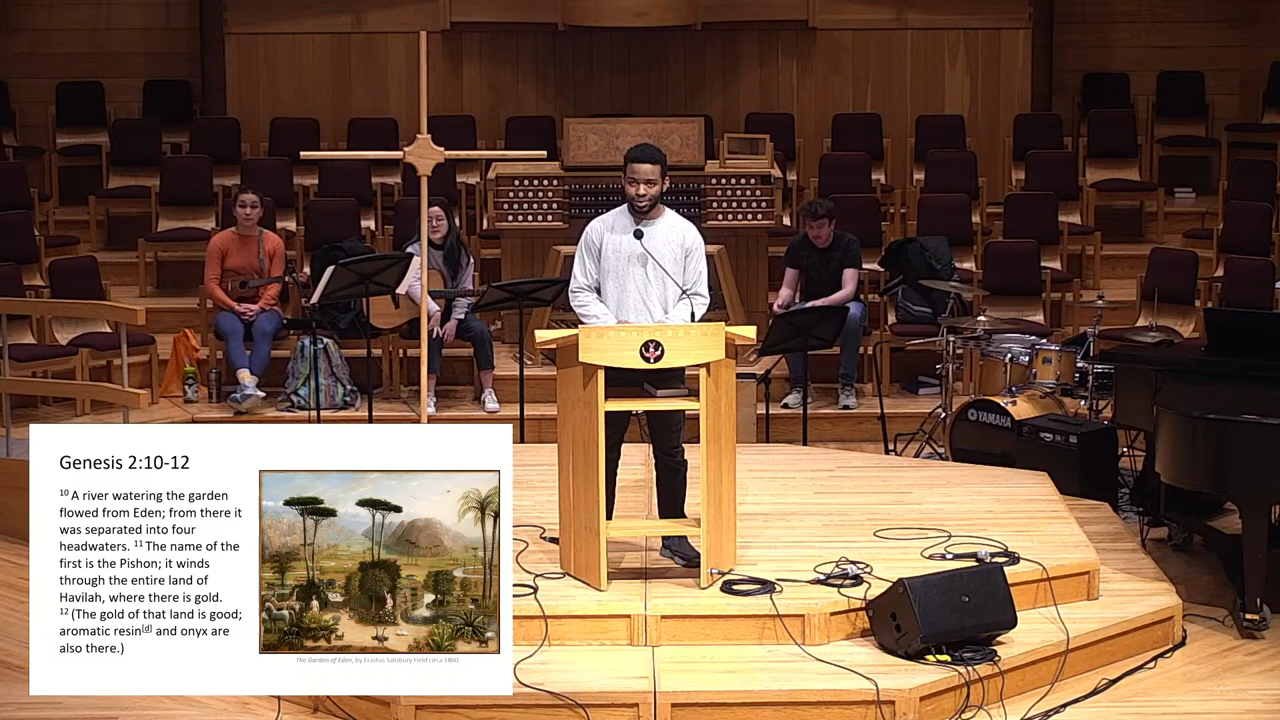 YAMAHA
Genesis 2:10-12
10 A river watering the garden
flowed from Eden; from there it
was separated into four
headwaters. 11 The name of the
first is the Pishon; it winds
through the entire land of
Havilah, where there is gold.
12 (The gold of that land is good;
aromatic resin[d] and onyx are
also there.)
The Garden of Eden, by Erastus Salisbury Field circa 1860.